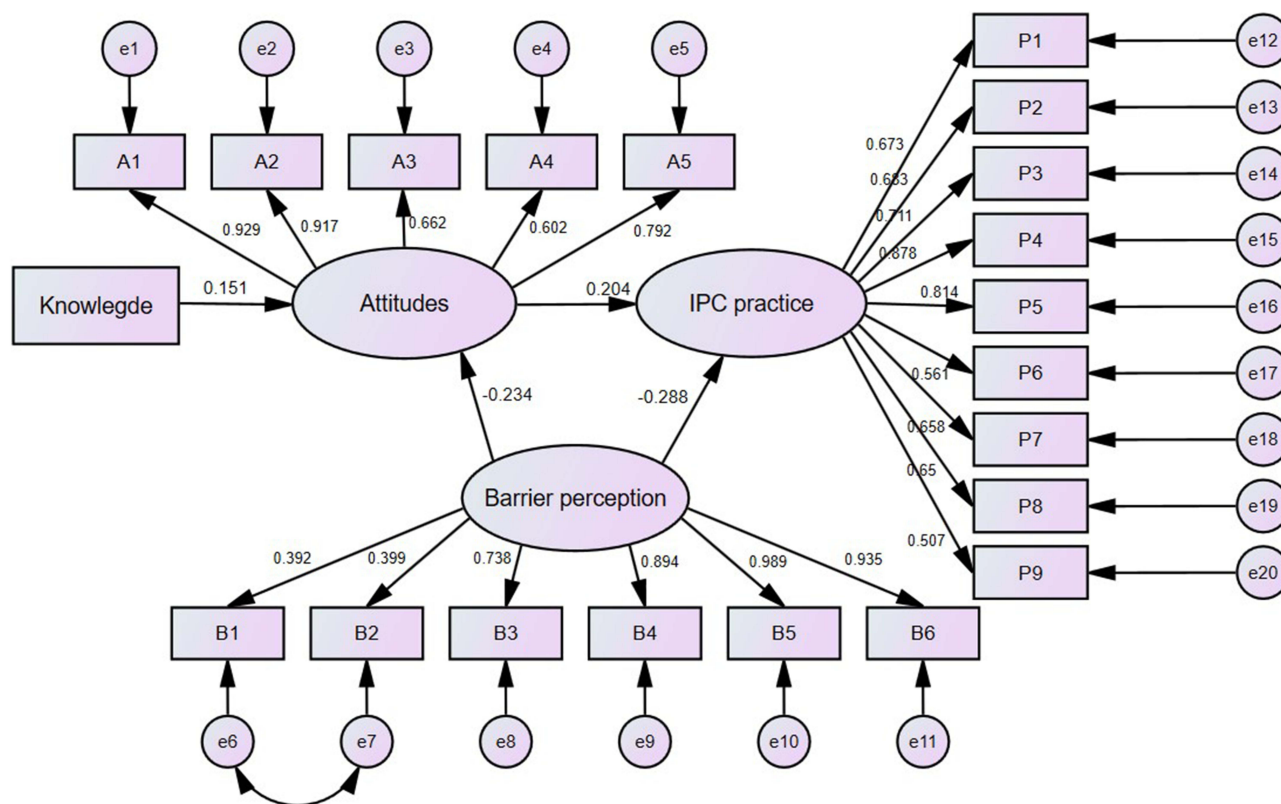 e1 e2 e3 e4 e5
A1 A2 A3 A4 A5
0.929 0.917 0.662 0.602 0.792
Knowlegde 0.151 Attitudes 0.204 IPC practice
-0.234 -0.288
Barrier perception
0.392 0.399 0.738 0.894 0.989 0.935
B1 B2 B3 B4 B5 B6
e6 e7 e8 e9 e10 e11
0.673
0.683
0.711
0.878
0.814
0.561
0.658
0.65
0.507
P1 e12
P2 e13
P3 e14
P4 e15
P5 e16
P6 e17
P7 e18
P8 e19
P9 e20